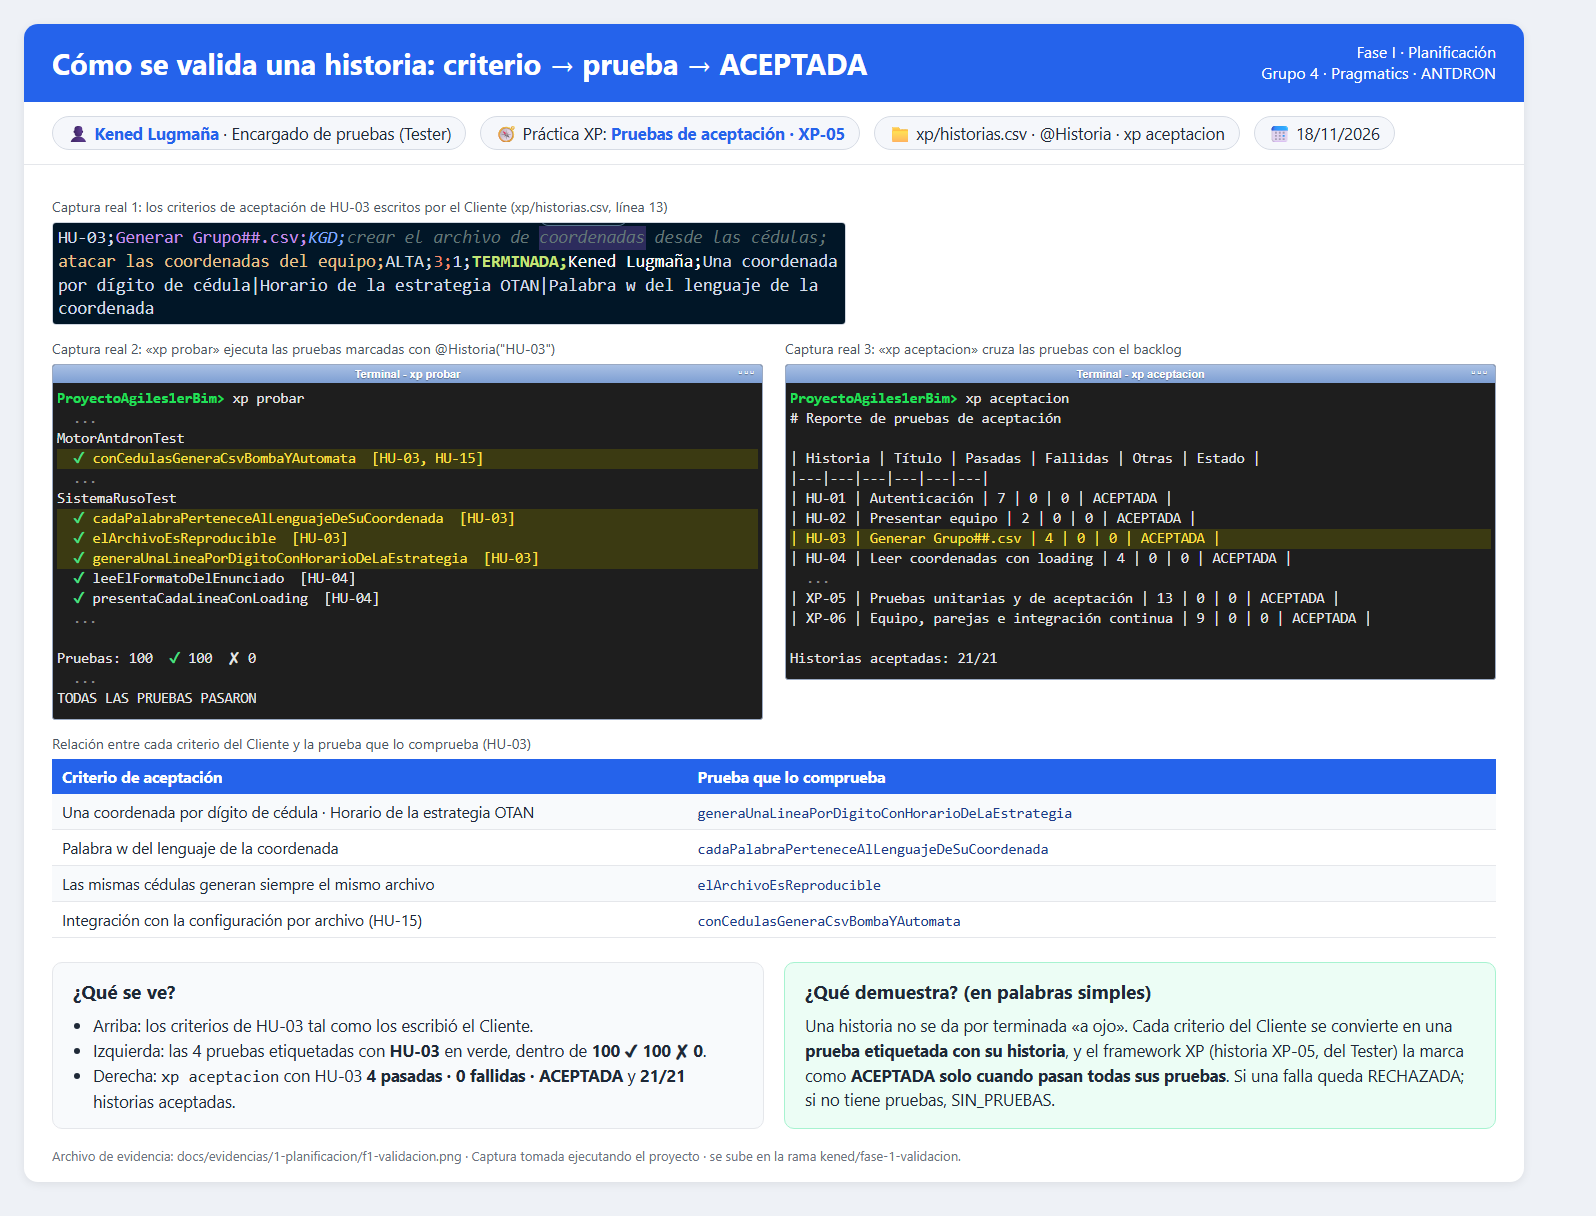 Cómo se valida una historia: criterio → prueba → ACEPTADA
Fase I · Planificación
Grupo 4 · Pragmatics · ANTDRON
Kened Lugmaña · Encargado de pruebas (Tester)
Práctica XP: Pruebas de aceptación · XP-05
xp/historias.csv · @Historia · xp aceptacion
18/11/2026
Captura real 1: los criterios de aceptación de HU-03 escritos por el Cliente (xp/historias.csv, línea 13)
HU-03;Generar Grupo##.csv;KGD;crear el archivo de coordenadas desde las cédulas;
atacar las coordenadas del equipo;ALTA;3;1;TERMINADA;Kened Lugmaña;Una coordenada
por dígito de cédula|Horario de la estrategia OTAN|Palabra w del lenguaje de la
coordenada
Captura real 2: «xp probar» ejecuta las pruebas marcadas con @Historia("HU-03")
Terminal - xp probar
ProyectoAgiles1erBim> xp probar
...
MotorAntdronTest
✓ conCedulasGeneraCsvBombaYAutomata [HU-03, HU-15]
...
SistemaRusoTest
✓ cadaPalabraPerteneceAlLenguajeDeSuCoordenada [HU-03]
✓ elArchivoEsReproducible [HU-03]
✓ generaUnaLineaPorDigitoConHorarioDeLaEstrategia [HU-03]
✓ leeElFormatoDelEnunciado [HU-04]
✓ presentaCadaLineaConLoading [HU-04]
...
Pruebas: 100 ✓ 100 ✗ 0
...
TODAS LAS PRUEBAS PASARON
Captura real 3: «xp aceptacion» cruza las pruebas con el backlog
Terminal - xp aceptacion
ProyectoAgiles1erBim> xp aceptacion
# Reporte de pruebas de aceptación
| Historia | Título | Pasadas | Fallidas | Otras | Estado |
|---|---|---|---|---|---|
| HU-01 | Autenticación | 7 | 0 | 0 | ACEPTADA |
| HU-02 | Presentar equipo | 2 | 0 | 0 | ACEPTADA |
| HU-03 | Generar Grupo##.csv | 4 | 0 | 0 | ACEPTADA |
| HU-04 | Leer coordenadas con loading | 4 | 0 | 0 | ACEPTADA |
...
| XP-05 | Pruebas unitarias y de aceptación | 13 | 0 | 0 | ACEPTADA |
| XP-06 | Equipo, parejas e integración continua | 9 | 0 | 0 | ACEPTADA |
Historias aceptadas: 21/21
Relación entre cada criterio del Cliente y la prueba que lo comprueba (HU-03)
Criterio de aceptación Prueba que lo comprueba
Una coordenada por dígito de cédula · Horario de la estrategia OTAN generaUnaLineaPorDigitoConHorarioDeLaEstrategia
Palabra w del lenguaje de la coordenada cadaPalabraPerteneceAlLenguajeDeSuCoordenada
Las mismas cédulas generan siempre el mismo archivo elArchivoEsReproducible
Integración con la configuración por archivo (HU-15) conCedulasGeneraCsvBombaYAutomata
¿Qué se ve?
• Arriba: los criterios de HU-03 tal como los escribió el Cliente.
• Izquierda: las 4 pruebas etiquetadas con HU-03 en verde, dentro de 100 ✓ 100 ✗ 0.
• Derecha: xp aceptacion con HU-03 4 pasadas · 0 fallidas · ACEPTADA y 21/21
historias aceptadas.
¿Qué demuestra? (en palabras simples)
Una historia no se da por terminada «a ojo». Cada criterio del Cliente se convierte en una
prueba etiquetada con su historia, y el framework XP (historia XP-05, del Tester) la marca
como ACEPTADA solo cuando pasan todas sus pruebas. Si una falla queda RECHAZADA;
si no tiene pruebas, SIN_PRUEBAS.
Archivo de evidencia: docs/evidencias/1-planificacion/f1-validacion.png · Captura tomada ejecutando el proyecto · se sube en la rama kened/fase-1-validacion.